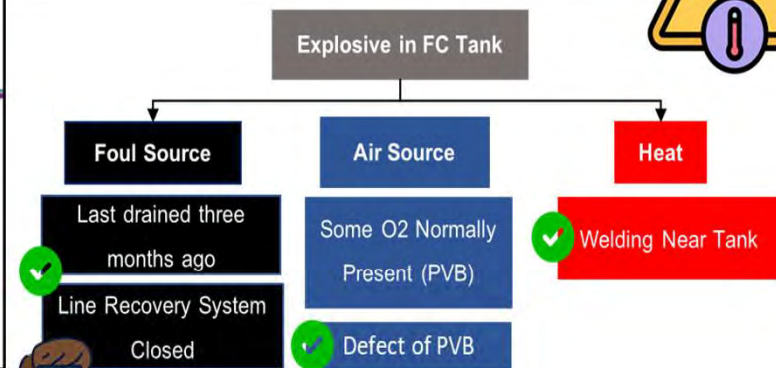 Explosive in FC Tank
Foul Source
Air Source
Heat
Last drained three
months ago
Line Recovery System
Closed
Some O2 Normally
Present (PVB)
Defect of PVB
Welding Near Tank